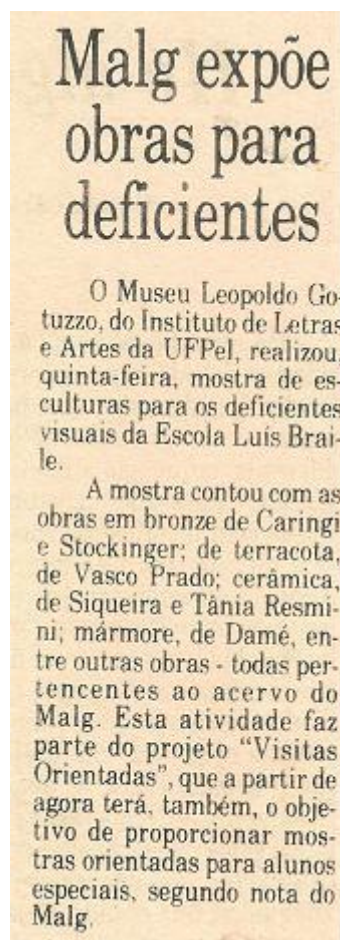 Malg expõe
obras para
deficientes
O Museu Leopoldo Go-
tuzzo, do Instituto de Letras
e Artes da UFPel, realizou,
quinta-feira, mostra de es-
culturas para os deficientes
visuais da Escola Luís Brai-
le.
A mostra contou com as
obras em bronze de Caringi
e Stockinger; de terracota,
de Vasco Prado; cerâmica,
de Siqueira e Tânia Resmi-
ni; mármore, de Damé, en-
tre outras obras - todas per-
tencentes ao acervo do
Malg. Esta atividade faz
parte do projeto “Visitas
Orientadas”, que a partir de
agora terá, também, o obje-
tivo de proporcionar mos-
tras orientadas para alunos
especiais, segundo nota do
Malg.